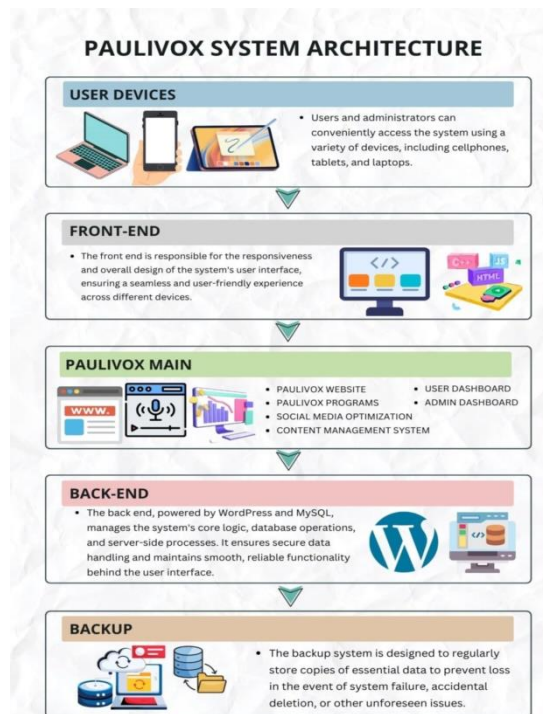 PAULIVOX SYSTEM ARCHITECTURE
USER DEVICES
• Users and administrators can
conveniently access the system using a
variety of devices, including cellphones,
tablets, and laptops.
FRONT-END
• The front end is responsible for the responsiveness
and overall design of the system's user interface,
ensuring a seamless and user-friendly experience
across different devices.
</>
C++
JS
HTML
PAULIVOX MAIN
WWW.
• PAULIVOX WEBSITE
• PAULIVOX PROGRAMS
• SOCIAL MEDIA OPTIMIZATION
• CONTENT MANAGEMENT SYSTEM
• USER DASHBOARD
• ADMIN DASHBOARD
BACK-END
• The back end, powered by WordPress and MySQL,
manages the system's core logic, database operations,
and server-side processes. It ensures secure data
handling and maintains smooth, reliable functionality
behind the user interface.
W
</>
BACKUP
• The backup system is designed to regularly
store copies of essential data to prevent loss
in the event of system failure, accidental
deletion, or other unforeseen issues.